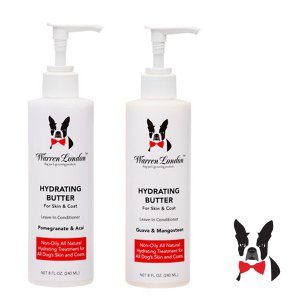 Warren London™
HYDRATING
BUTTER
For Skin & Coat
Leave In Conditioner
Pomegranate & Acai
Non-Oily All Natural
Hydrating Treatment for
All Dog's Skin and Coats.
NET 8 FL. OZ. (240 ML)
Warren London™
HYDRATING
BUTTER
For Skin & Coat
Leave In Conditioner
Guava & Mangosteen
Non-Oily All Natural
Hydrating Treatment for
All Dog's Skin and Coats.
NET 8 FL. OZ. (240 ML)